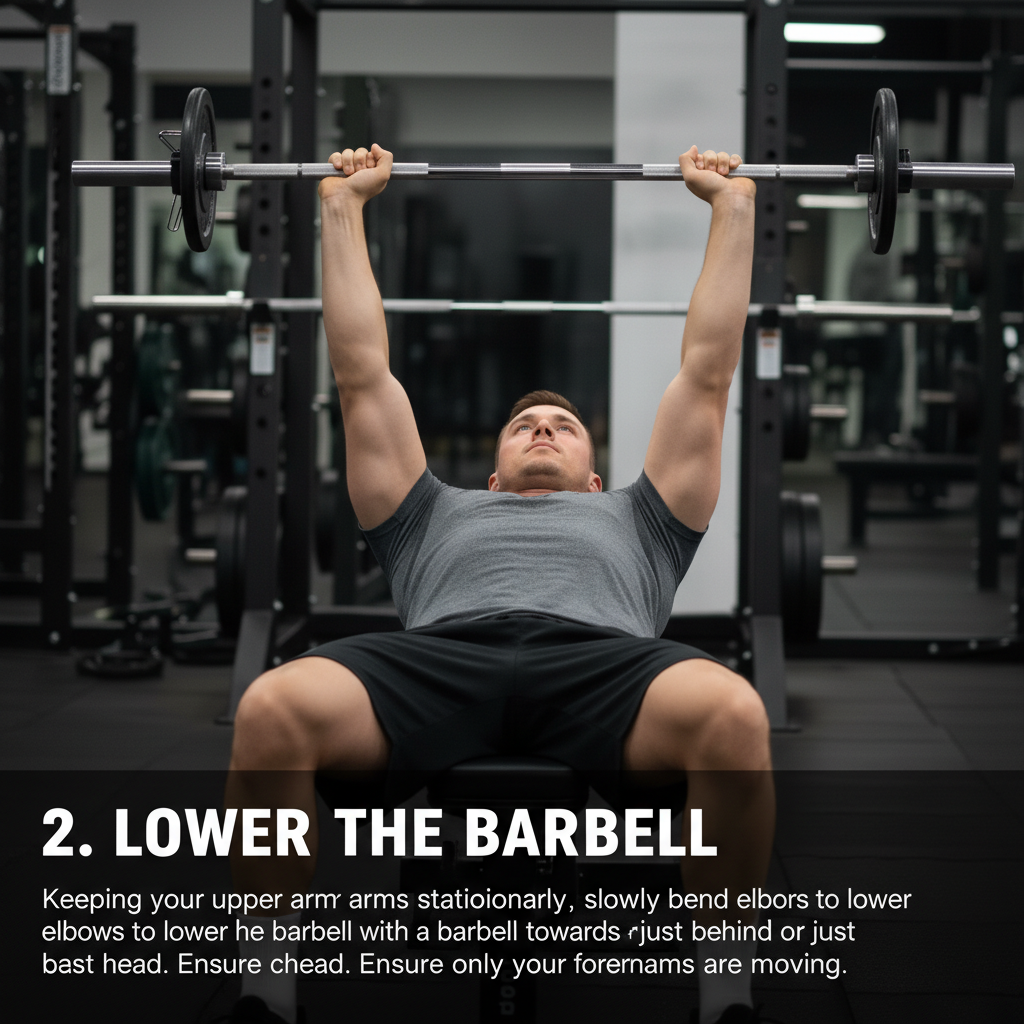 2. LOWER THE BARBELL
Keeping your upper arm arms statioionarly, slowly bend elbors to lower
elbows to lower he barbell with a barbell towards just behind or just
bast head. Ensure chead. Ensure only your forernams are moving.